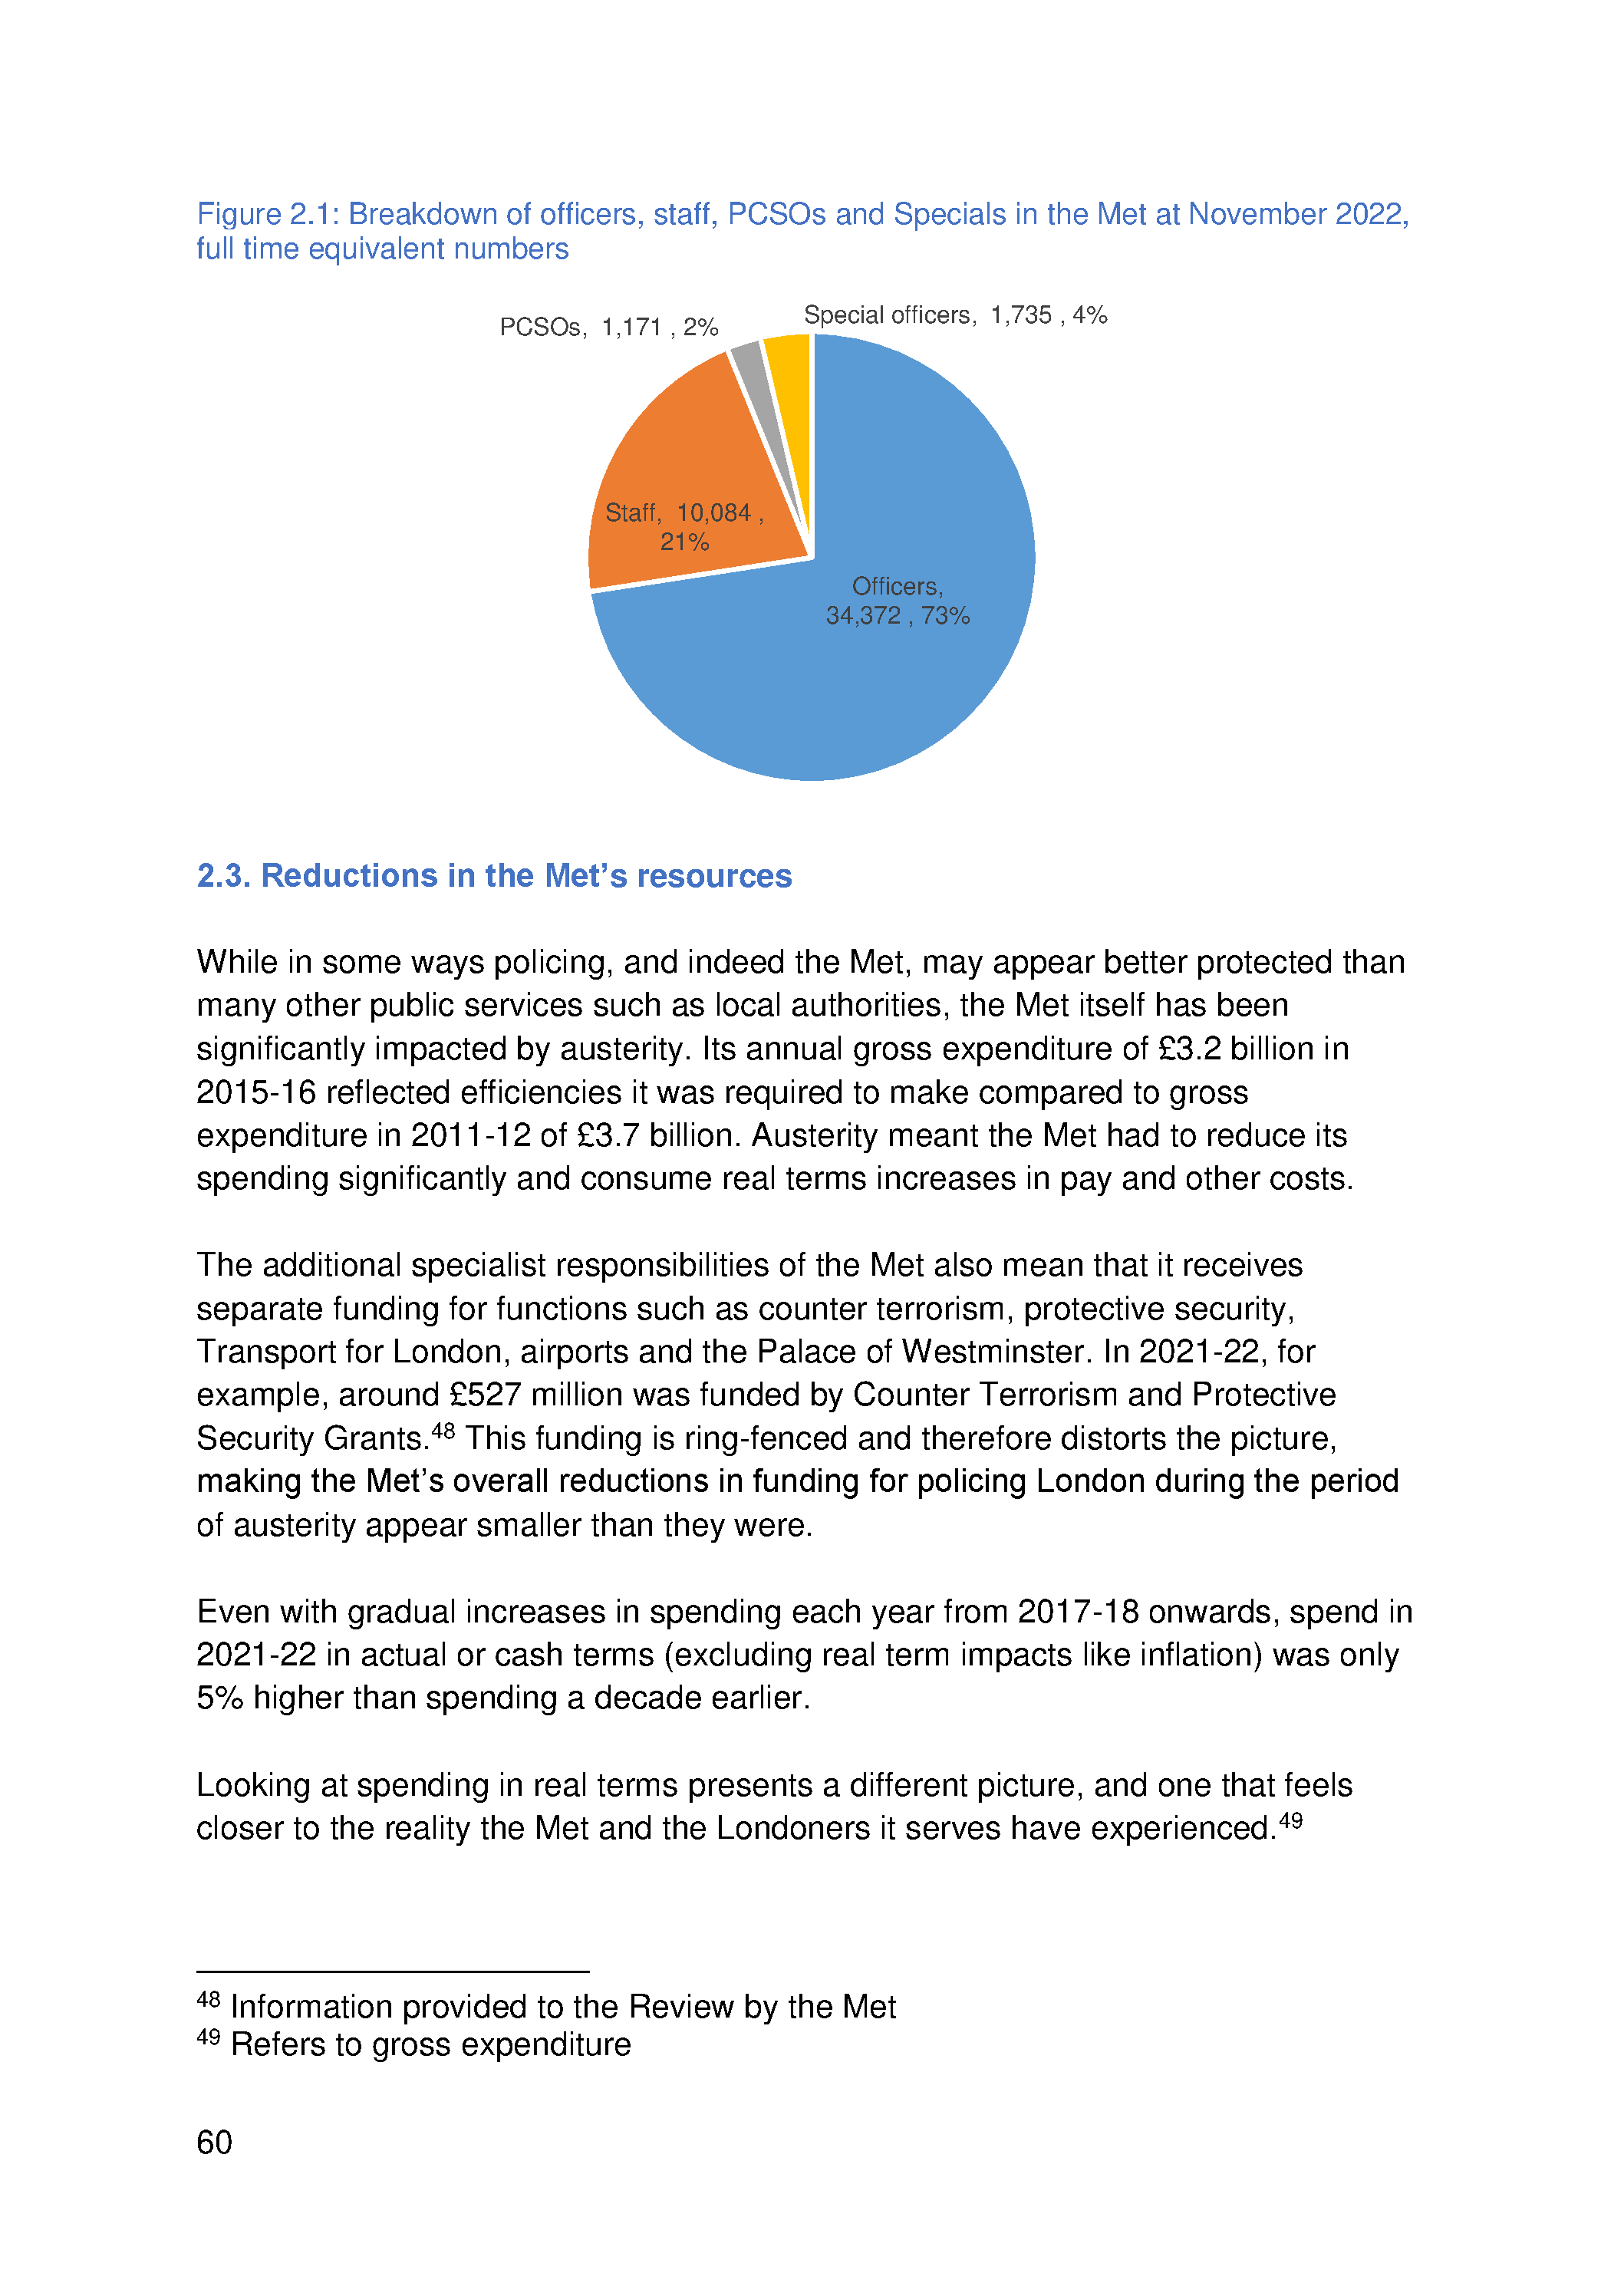 Figure 2.1: Breakdown of officers, staff, PCSOs and Specials in the Met at November 2022,
full time equivalent numbers
PCSOs, 1,171 , 2%
Special officers, 1,735 , 4%
Staff, 10,084 ,
21%
Officers,
34,372 , 73%
2.3. Reductions in the Met’s resources
While in some ways policing, and indeed the Met, may appear better protected than
many other public services such as local authorities, the Met itself has been
significantly impacted by austerity. Its annual gross expenditure of £3.2 billion in
2015-16 reflected efficiencies it was required to make compared to gross
expenditure in 2011-12 of £3.7 billion. Austerity meant the Met had to reduce its
spending significantly and consume real terms increases in pay and other costs.
The additional specialist responsibilities of the Met also mean that it receives
separate funding for functions such as counter terrorism, protective security,
Transport for London, airports and the Palace of Westminster. In 2021-22, for
example, around £527 million was funded by Counter Terrorism and Protective
Security Grants.48 This funding is ring-fenced and therefore distorts the picture,
making the Met’s overall reductions in funding for policing London during the period
of austerity appear smaller than they were.
Even with gradual increases in spending each year from 2017-18 onwards, spend in
2021-22 in actual or cash terms (excluding real term impacts like inflation) was only
5% higher than spending a decade earlier.
Looking at spending in real terms presents a different picture, and one that feels
closer to the reality the Met and the Londoners it serves have experienced.49
48 Information provided to the Review by the Met
49 Refers to gross expenditure
60